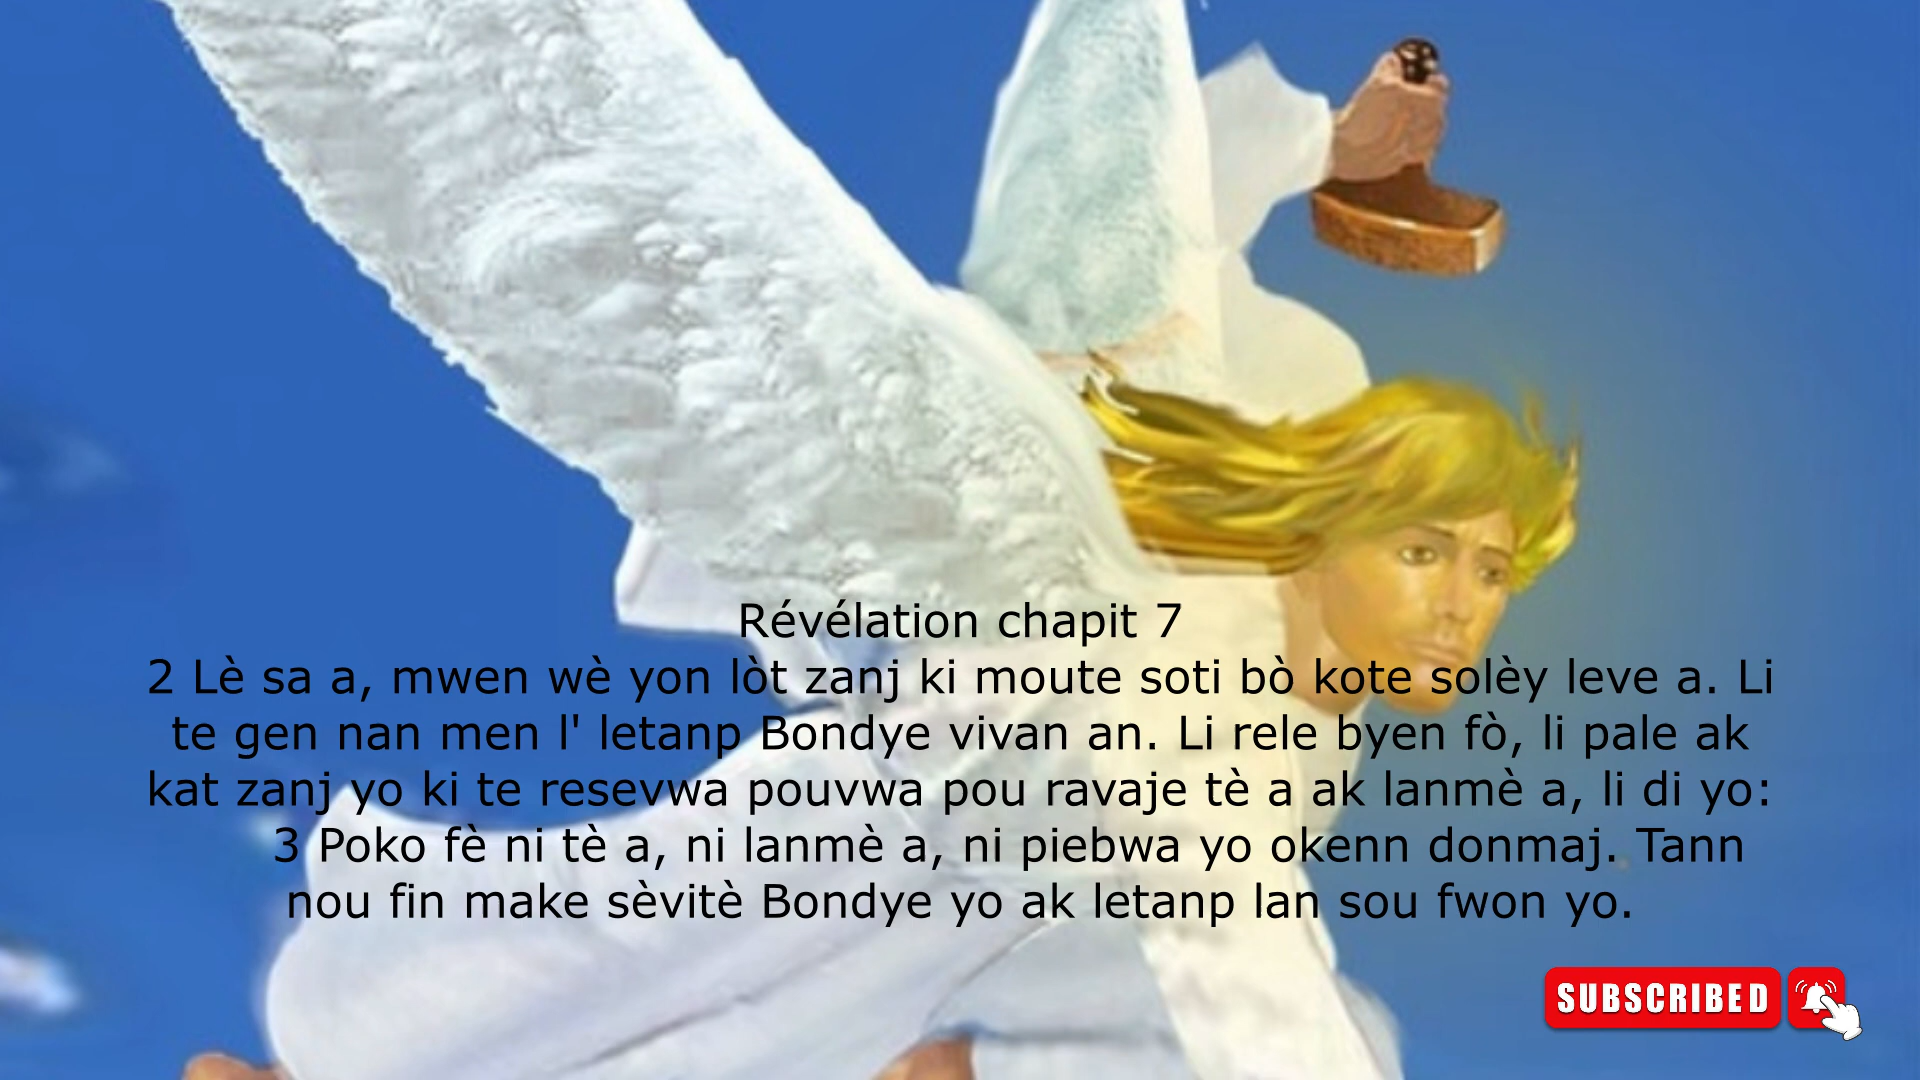 Révélation chapit 7
2 Lè sa a, mwen wè yon lòt zanj ki moute soti bò kote solèy leve a. Li
te gen nan men l' letanp Bondye vivan an. Li rele byen fò, li pale ak
kat zanj yo ki te resevwa pouvwa pou ravaje tè a ak lanmè a, li di yo:
3 Poko fè ni tè a, ni lanmè a, ni piebwa yo okenn donmaj. Tann
nou fin make sèvitè Bondye yo ak letanp lan sou fwon yo.
SUBSCRIBED